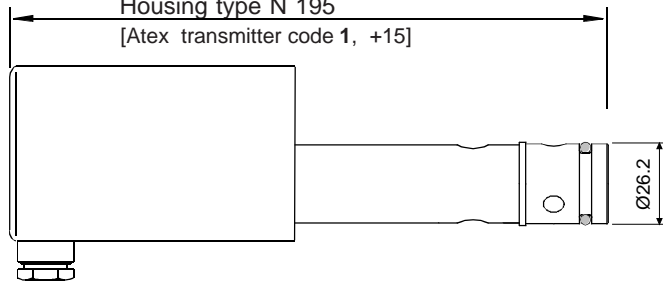 Housing type N 195
[Atex transmitter code 1, +15]
Ø26.2